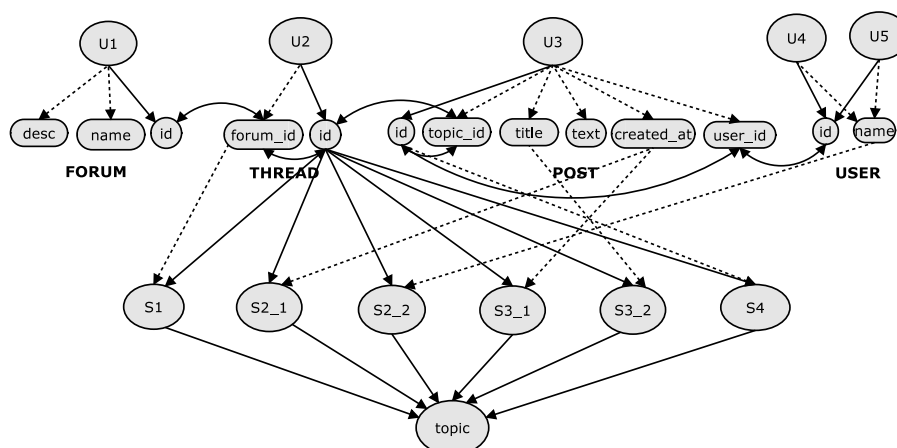 U1 U2 U3 U4 U5
desc name id forum_id id id topic_id title text created_at user_id id name
FORUM THREAD POST USER
S1 S2_1 S2_2 S3_1 S3_2 S4
topic